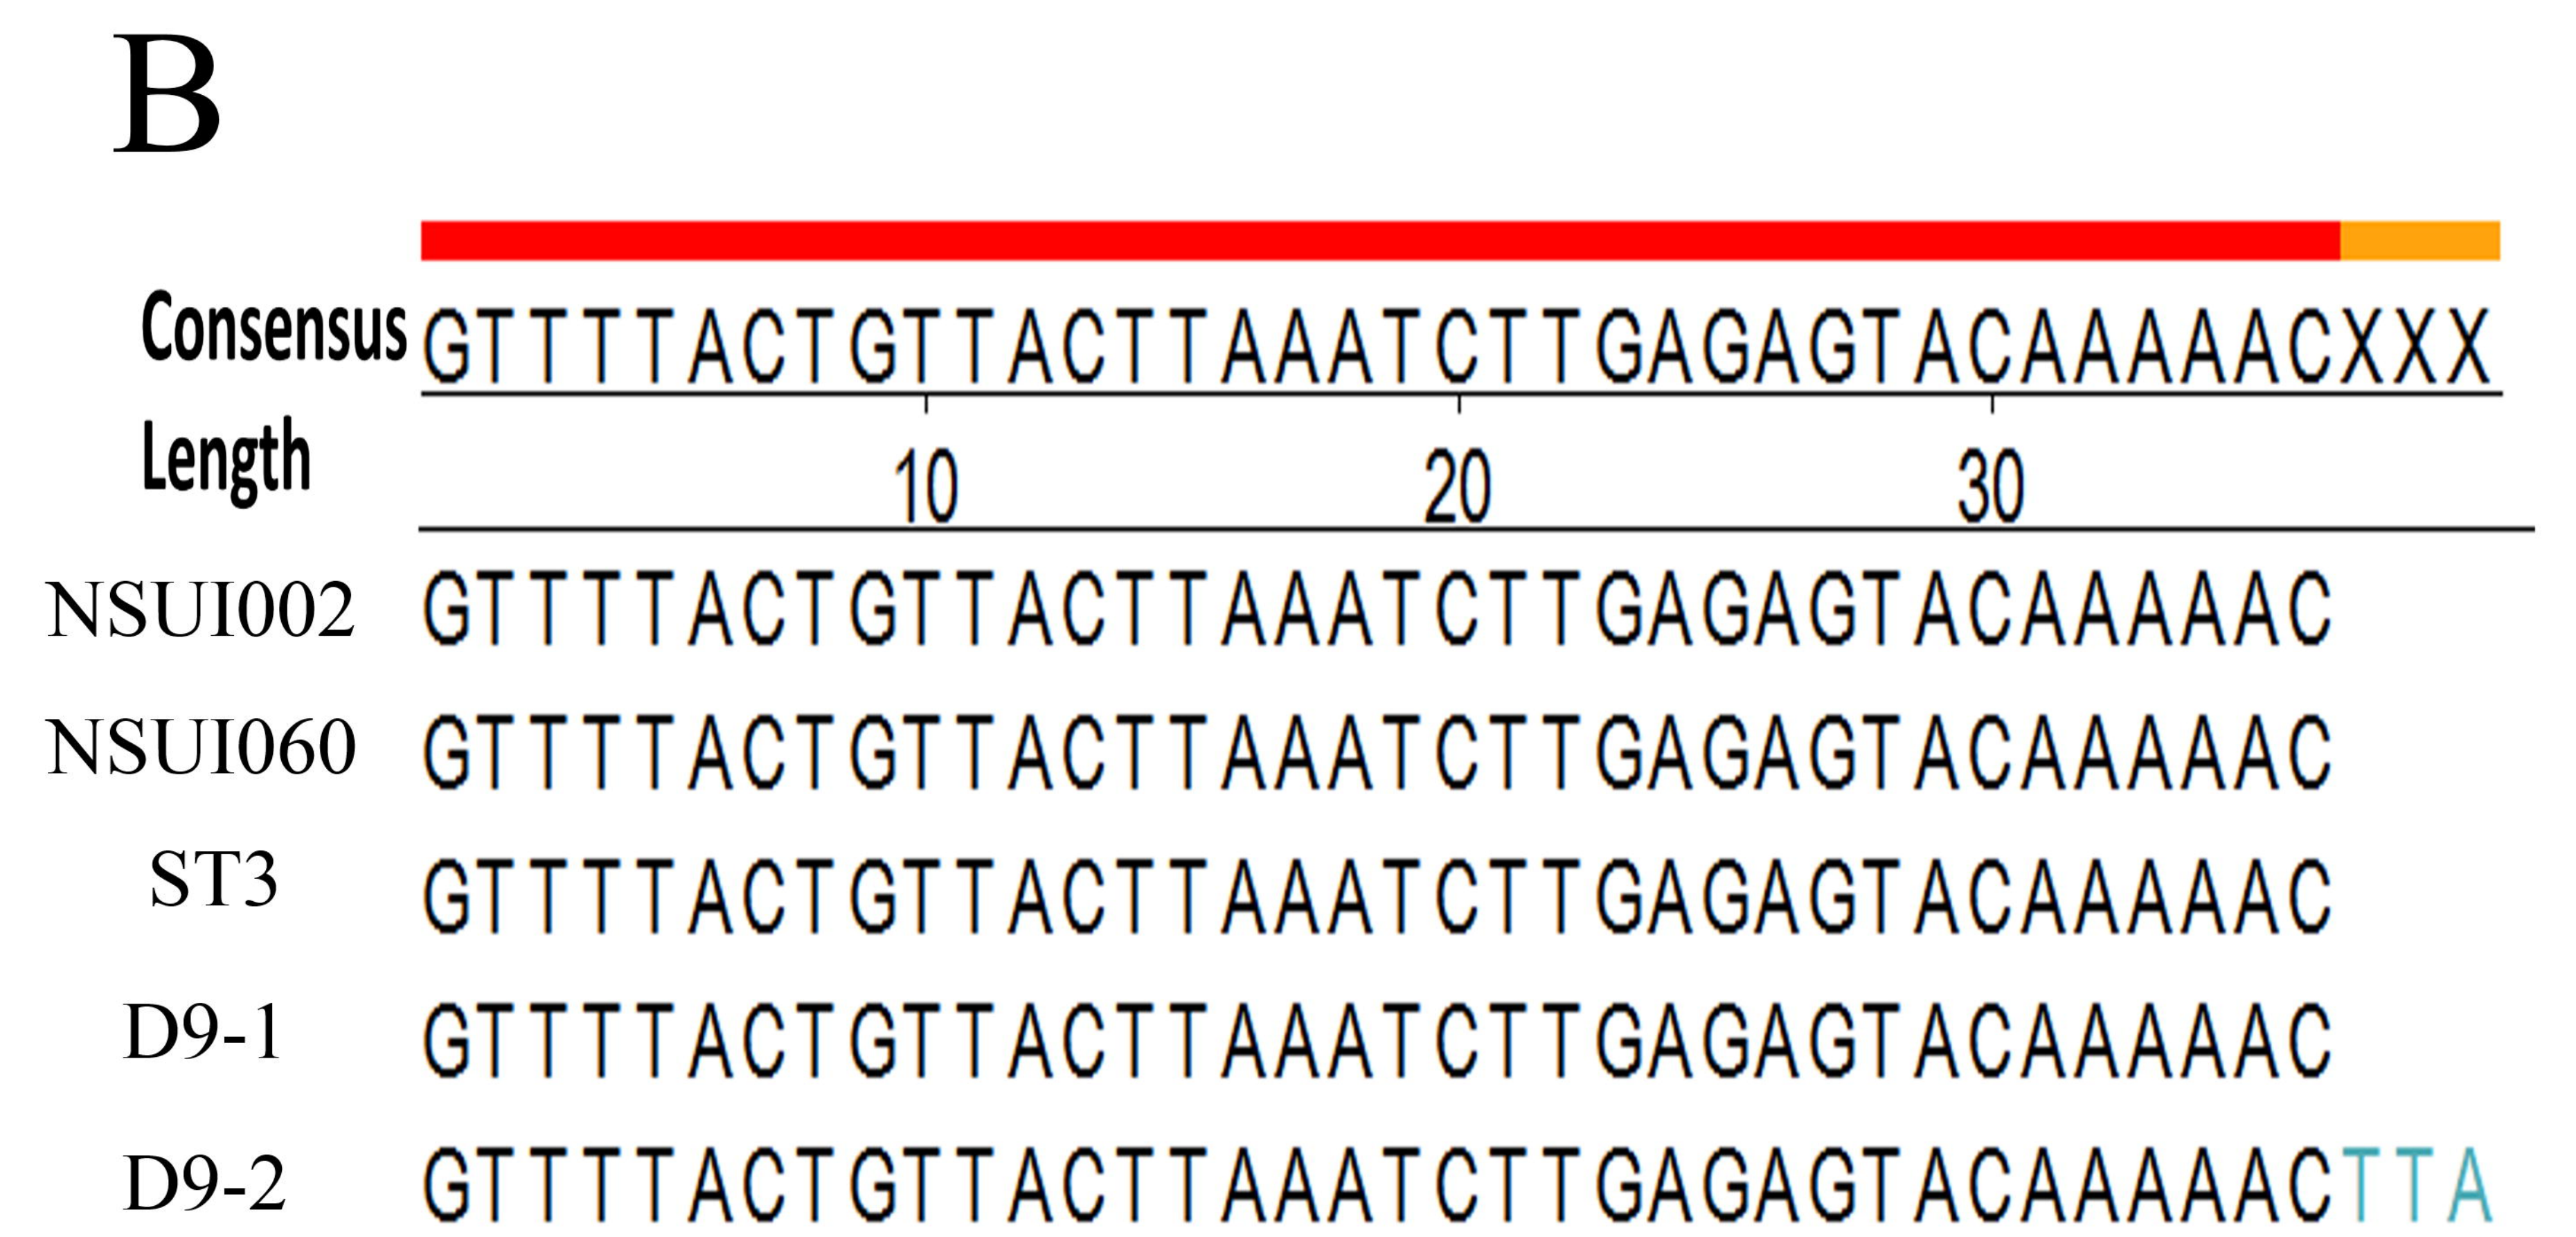 B
Consensus GTTTTACTGTTACTTAAATCTTGAGAGTACAAAAACXXX
Length 10 20 30
NSUI002 GTTTTACTGTTACTTAAATCTTGAGAGTACAAAAAC
NSUI060 GTTTTACTGTTACTTAAATCTTGAGAGTACAAAAAC
ST3 GTTTTACTGTTACTTAAATCTTGAGAGTACAAAAAC
D9-1 GTTTTACTGTTACTTAAATCTTGAGAGTACAAAAAC
D9-2 GTTTTACTGTTACTTAAATCTTGAGAGTACAAAAACTTA